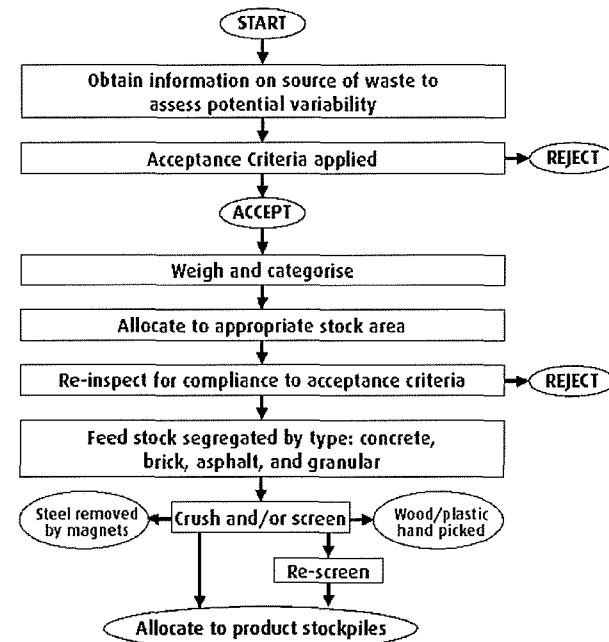 START
Obtain information on source of waste to
assess potential variability
Acceptance Criteria applied
REJECT
ACCEPT
Weigh and categorise
Allocate to appropriate stock area
Re-inspect for compliance to acceptance criteria
REJECT
Feed stock segregated by type: concrete,
brick, asphalt, and granular
Steel removed
by magnets
Crush and/or screen
Wood/plastic
hand picked
Re-screen
Allocate to product stockpiles